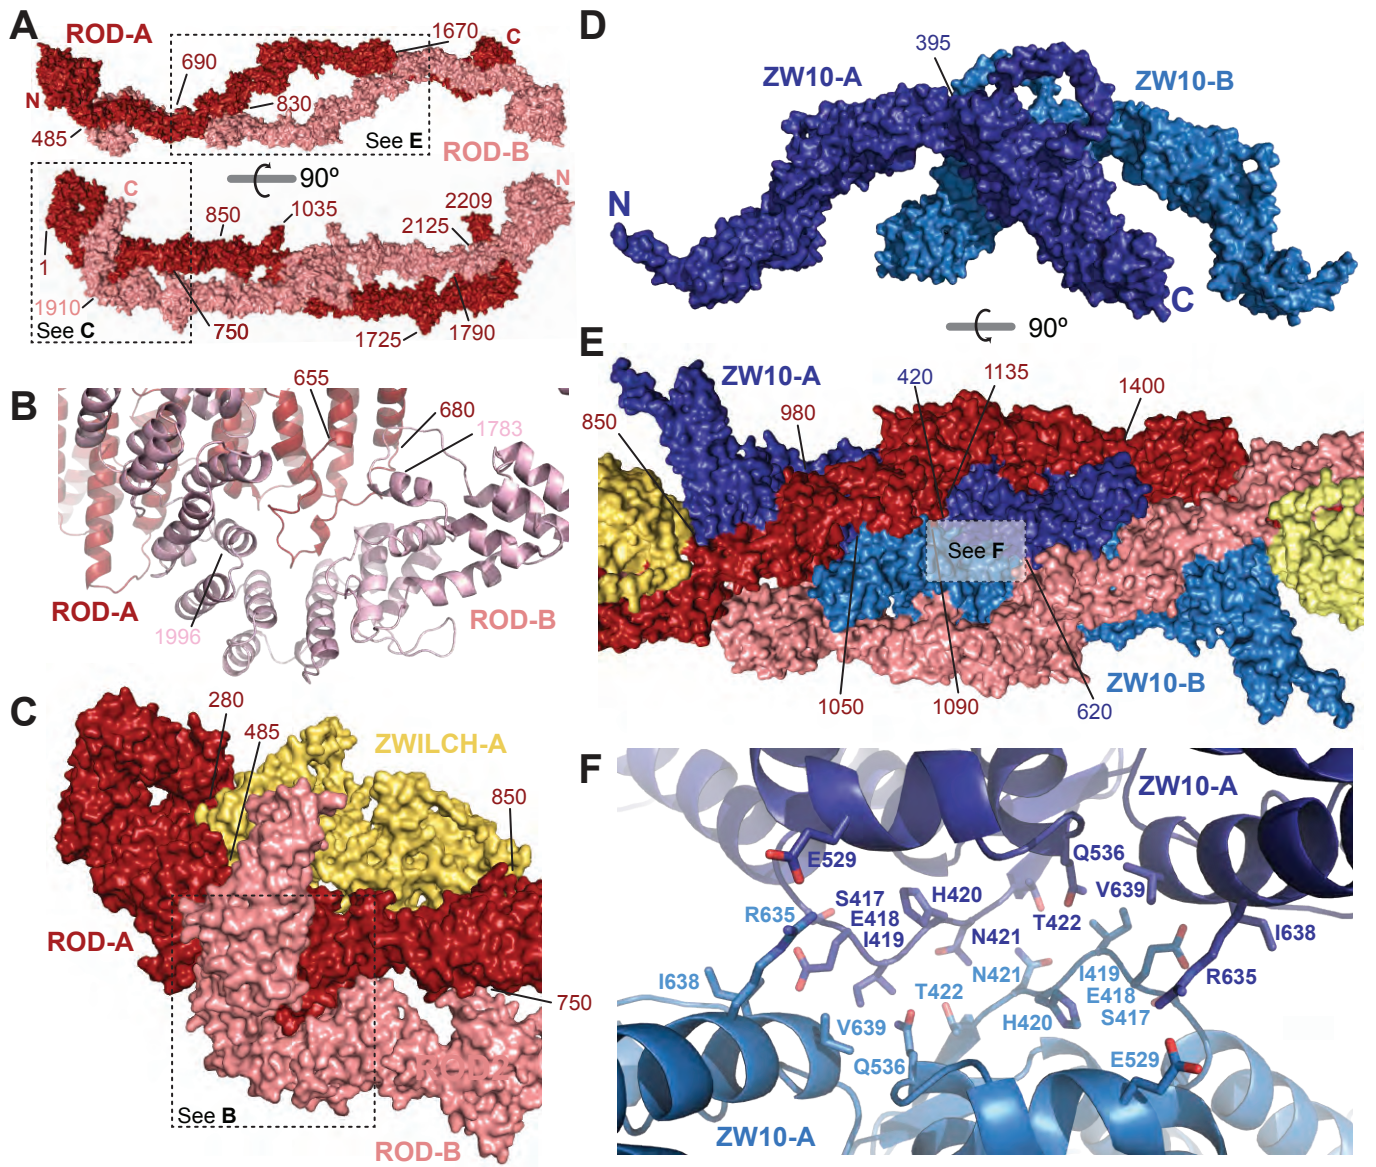 A
ROD-A
1670
C
690
N
830
485
See E
ROD-B
90º
C
N
850
1035
2209
2125
1
1910
See C
750
1725
1790
B
655
680
1783
ROD-A
1996
ROD-B
C
280
485
ZWILCH-A
850
ROD-A
750
See B
ROD-B
D
395
ZW10-A
ZW10-B
N
C
90º
E
ZW10-A
420
1135
1400
980
850
See F
ZW10-B
1050
1090
620
F
ZW10-A
E529
Q536
V639
S417
H420
R635
E418
T422
I419
N421
I638
N421
I419
R635
I638
T422
E418
H420
S417
V639
Q536
E529
ZW10-A